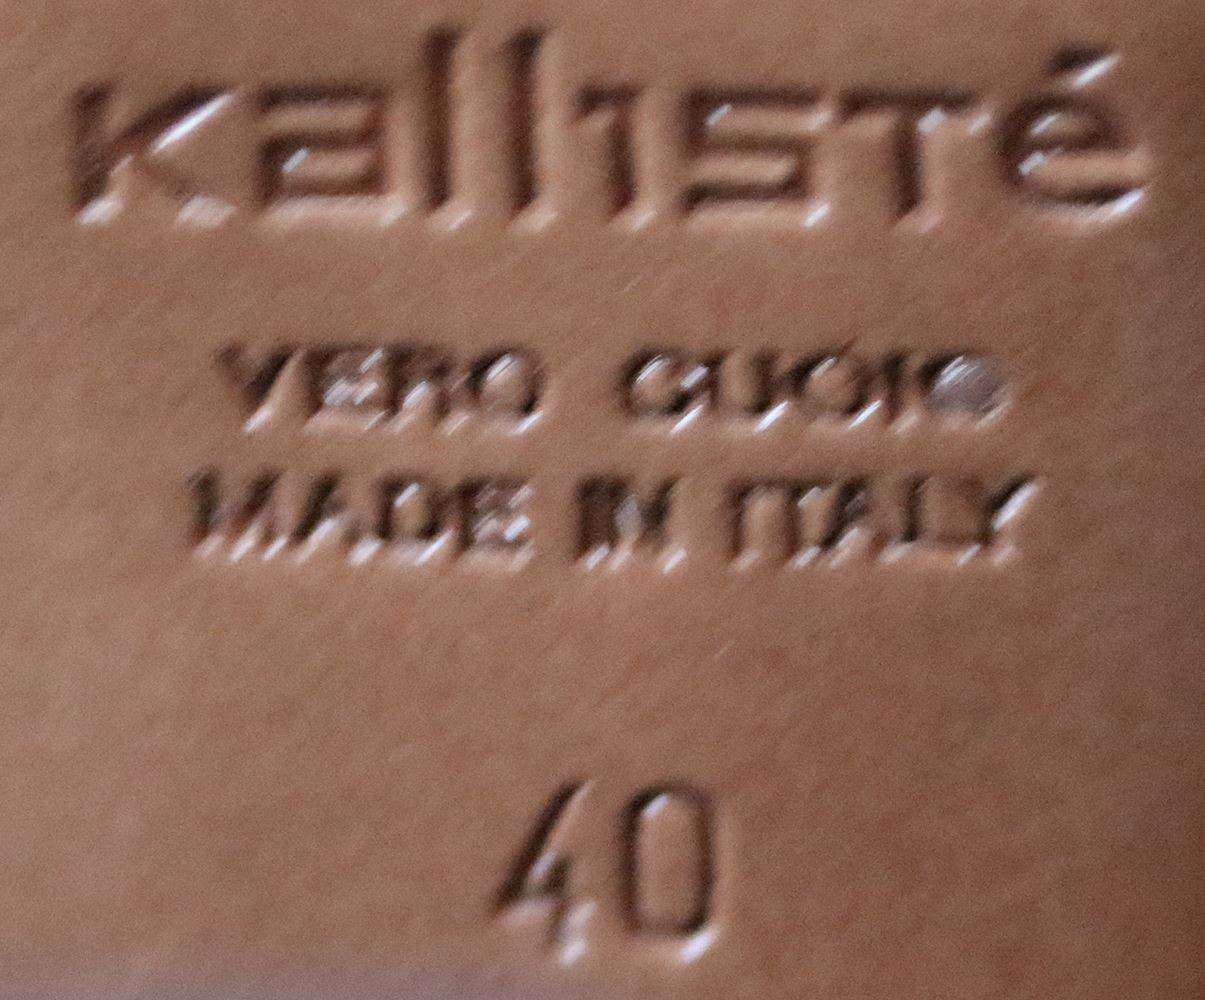 Kallisté
VERO CUOIO
MADE IN ITALY
40